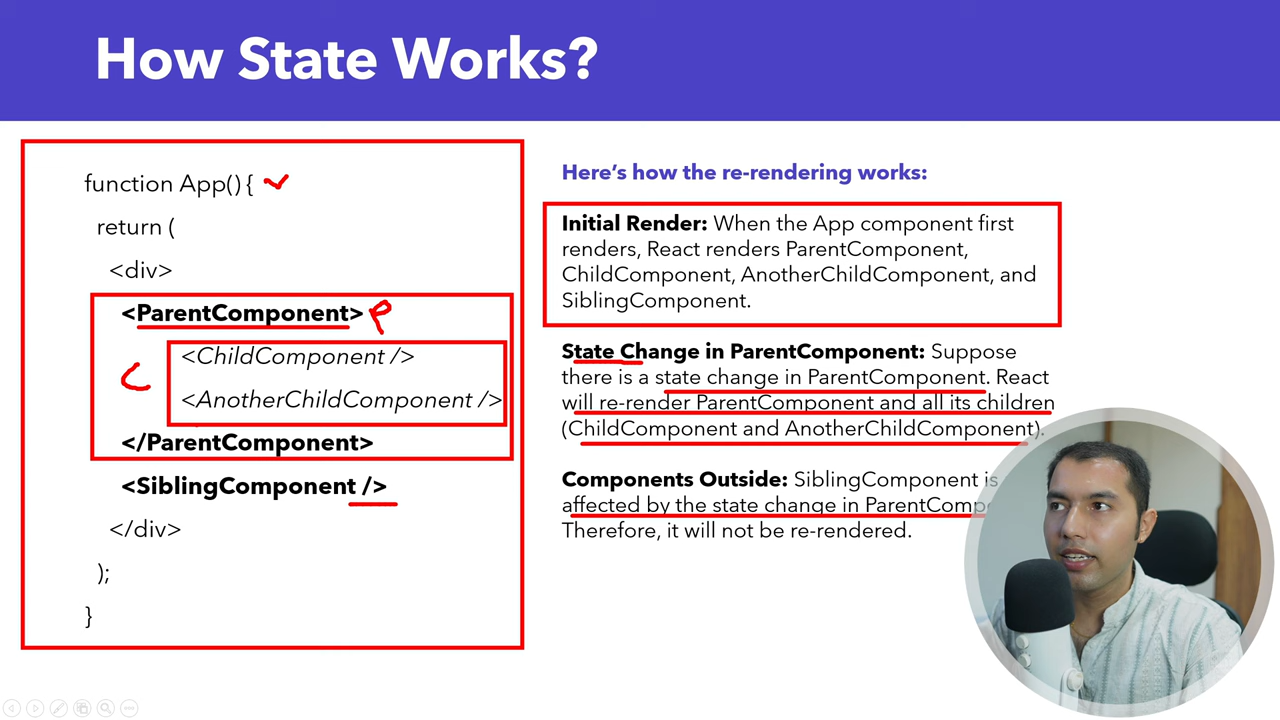 How State Works?
function App() {
return (
<div>
<ParentComponent> P
<ChildComponent />
C
<AnotherChildComponent />
</ParentComponent>
<SiblingComponent />
</div>
);
}
Here's how the re-rendering works:
Initial Render: When the App component first
renders, React renders ParentComponent,
ChildComponent, AnotherChildComponent, and
SiblingComponent.
State Change in ParentComponent: Suppose
there is a state change in ParentComponent. React
will re-render ParentComponent and all its children
(ChildComponent and AnotherChildComponent).
Components Outside: SiblingComponent is
affected by the state change in ParentComp
Therefore, it will not be re-rendered.